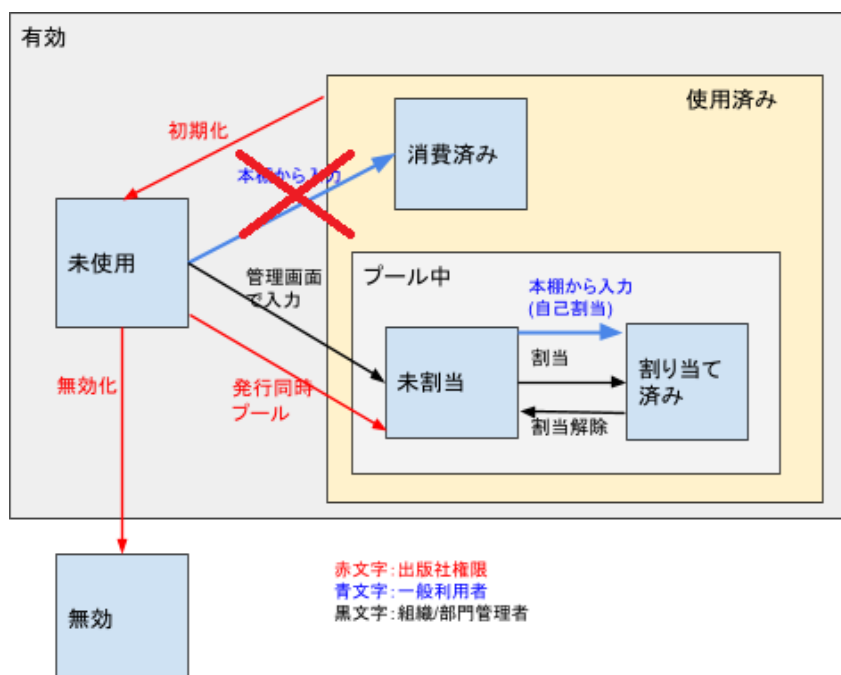 有効
使用済み
初期化
消費済み
本棚から入力
未使用
管理画面
で入力
プール中
本棚から入力
(自己割当)
割当
未割当
割り当て
済み
割当解除
無効化
発行同時
プール
無効
赤文字：出版社権限
青文字：一般利用者
黒文字：組織/部門管理者